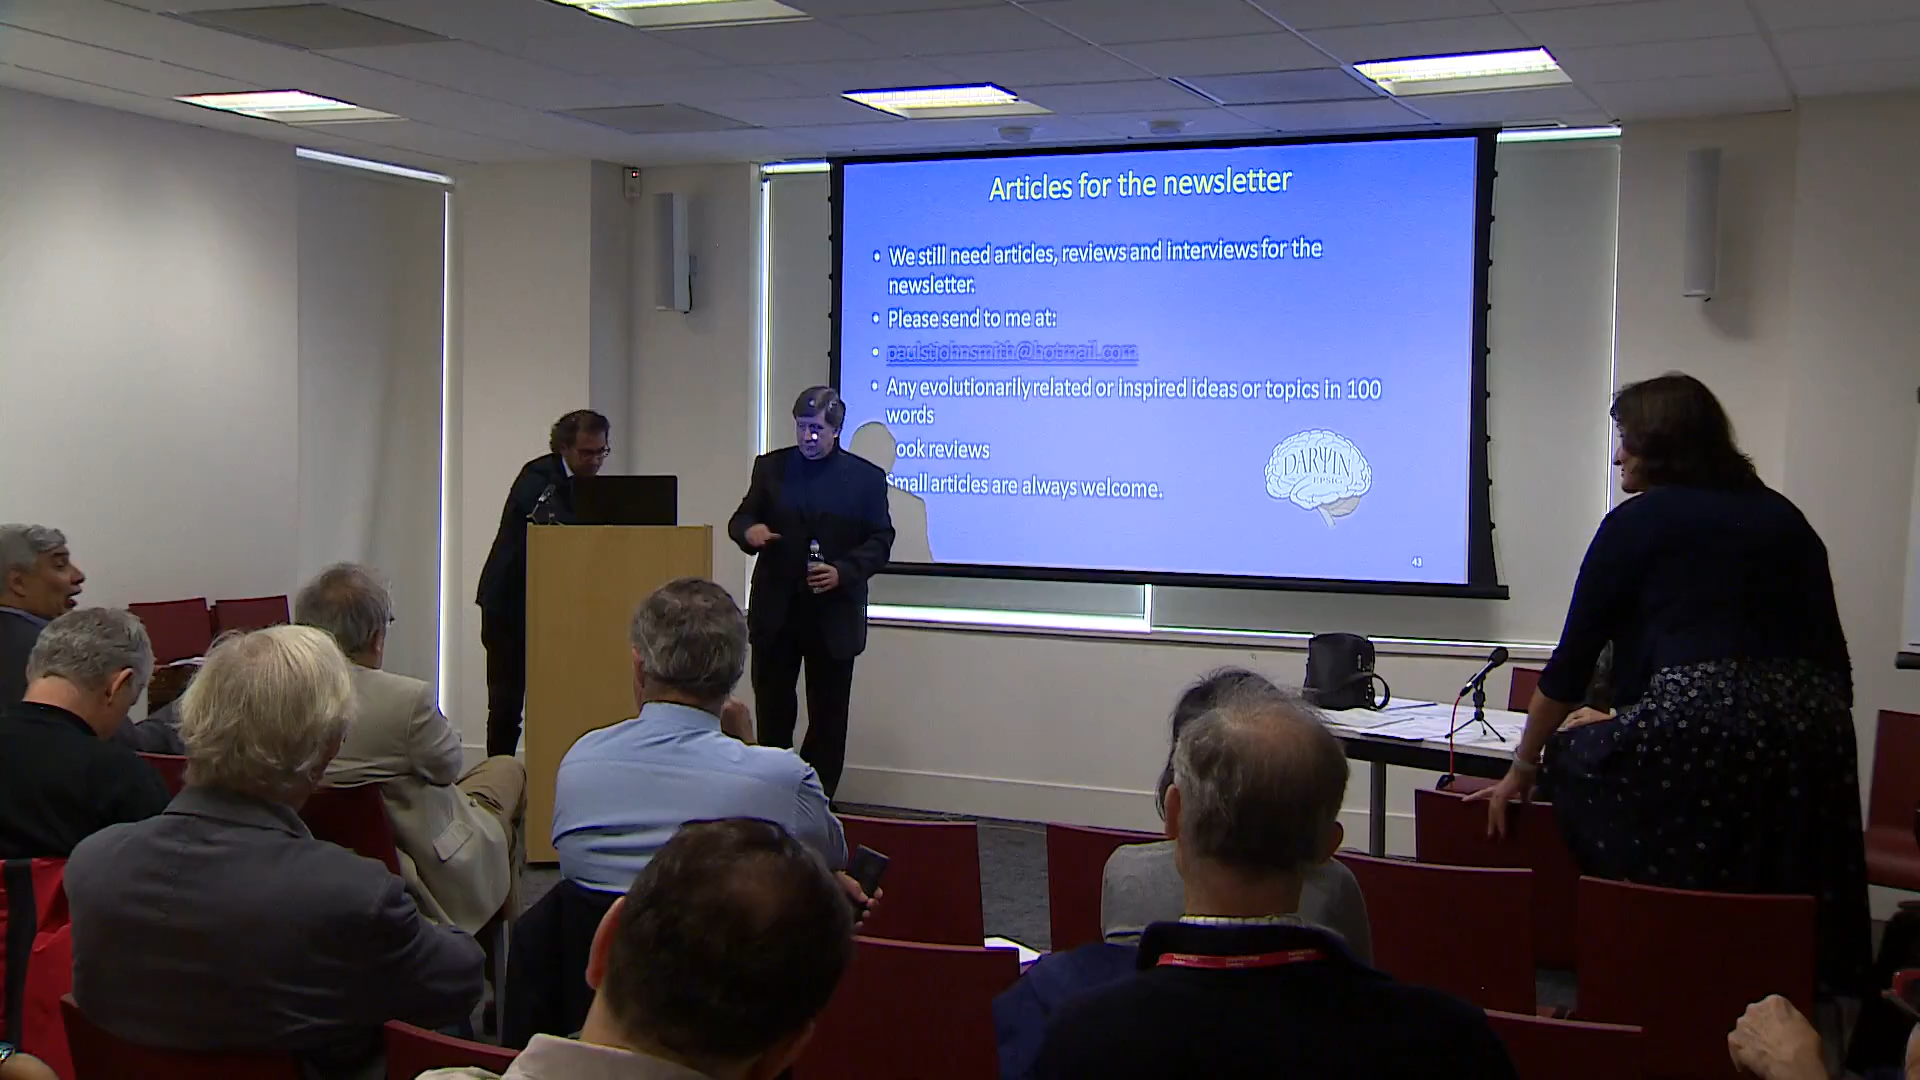 Articles for the newsletter
We still need articles, reviews and interviews for the
newsletter.
Please send to me at:
paulstjohnsmith@hotmail.com
Any evolutionarily related or inspired ideas or topics in 100
words
ook reviews
Small articles are always welcome.
DARWIN
EPSIG
43